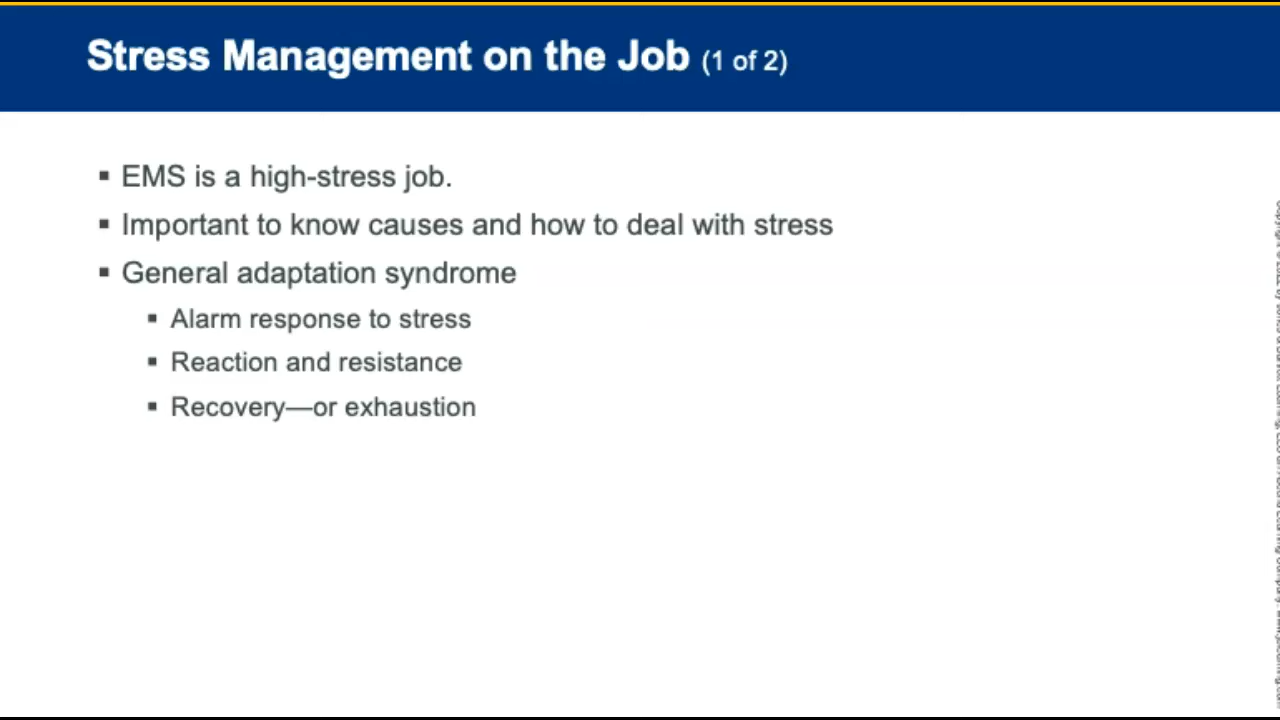 Stress Management on the Job (1 of 2)
▪ EMS is a high-stress job.
▪ Important to know causes and how to deal with stress
▪ General adaptation syndrome
▪ Alarm response to stress
▪ Reaction and resistance
▪ Recovery—or exhaustion